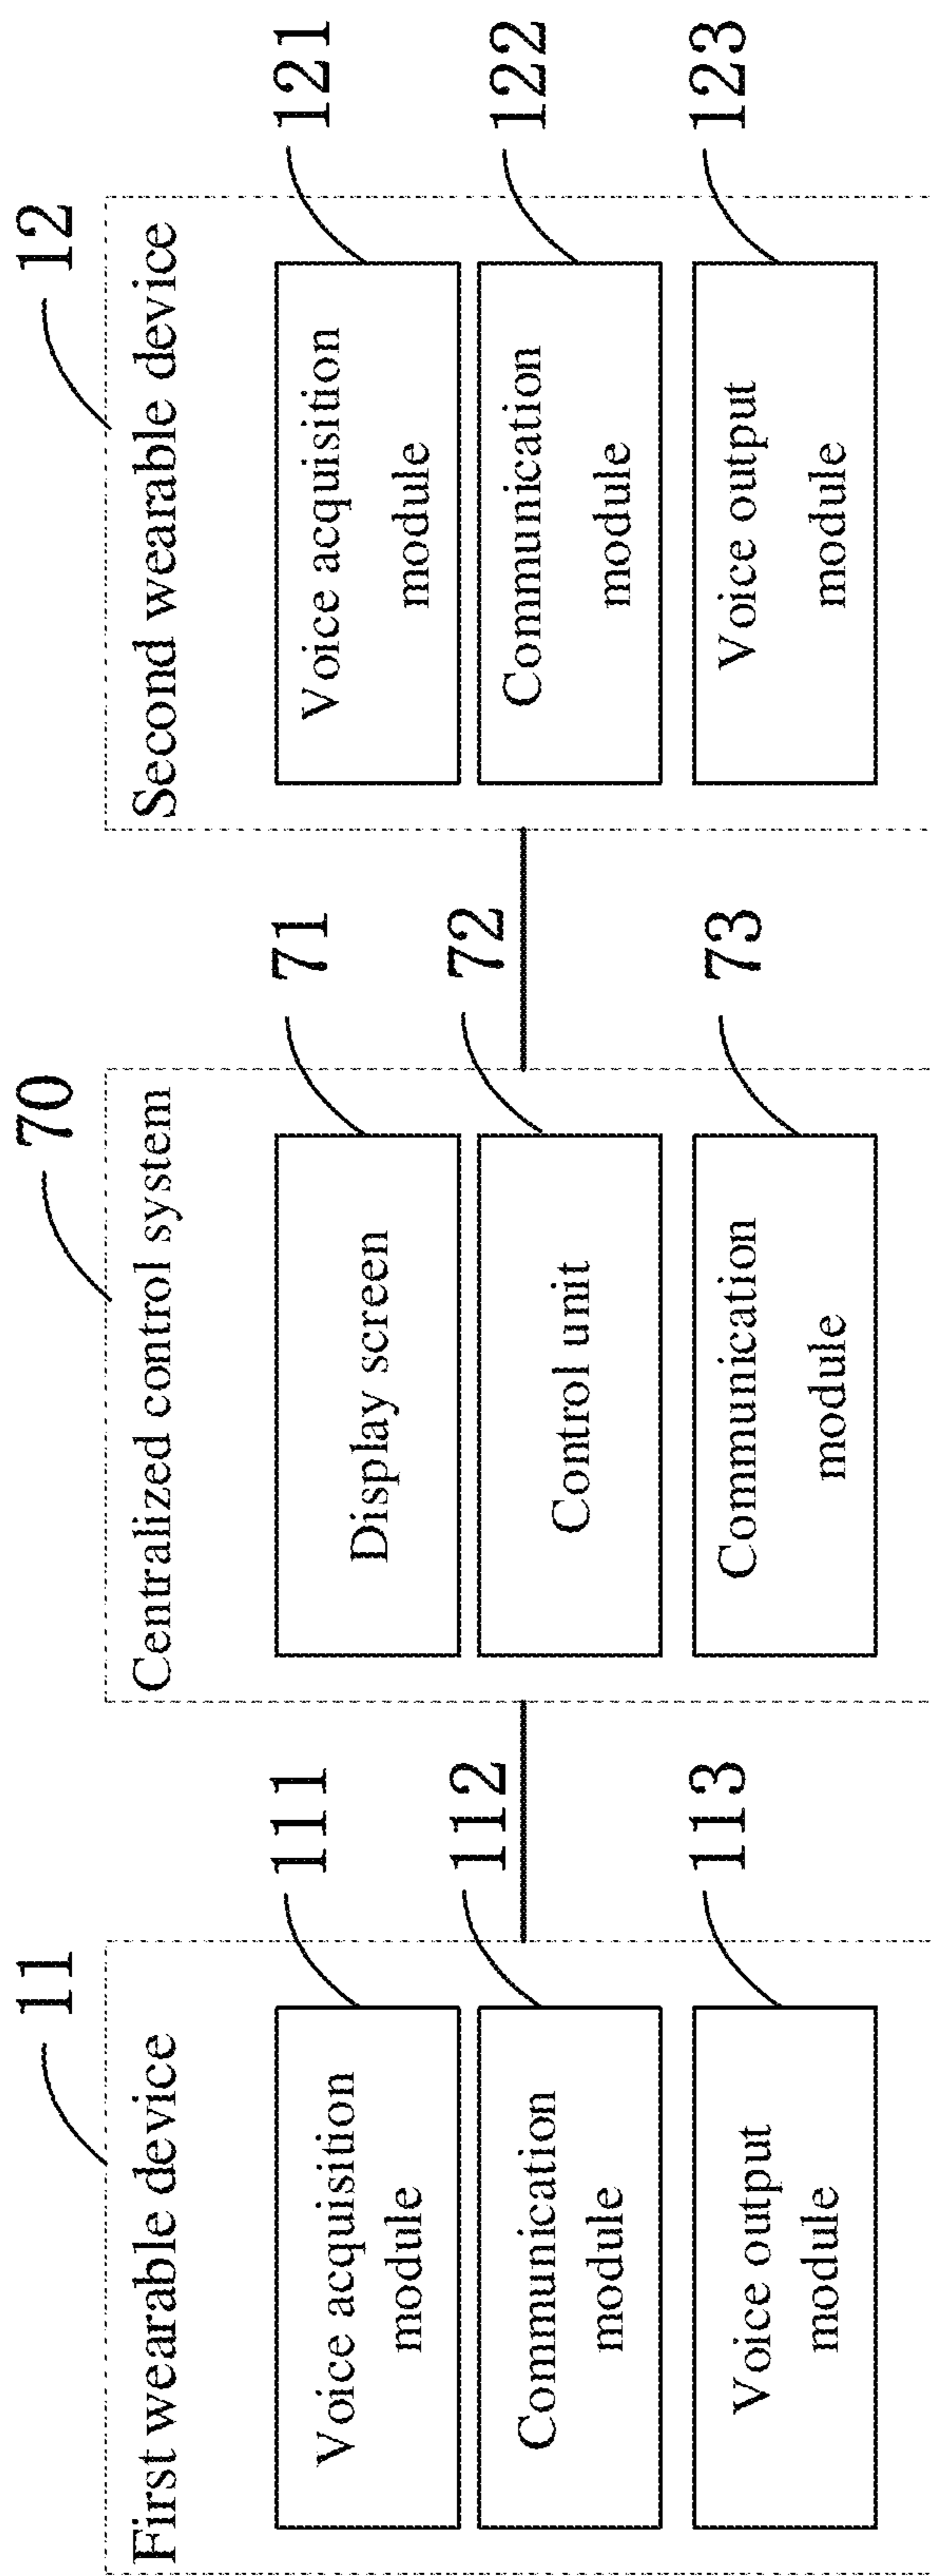 11
First wearable device
111
Voice acquisition
module
112
Communication
module
113
Voice output
module
70
Centralized control system
71
Display screen
72
Control unit
73
Communication
module
12
Second wearable device
121
Voice acquisition
module
122
Communication
module
123
Voice output
module